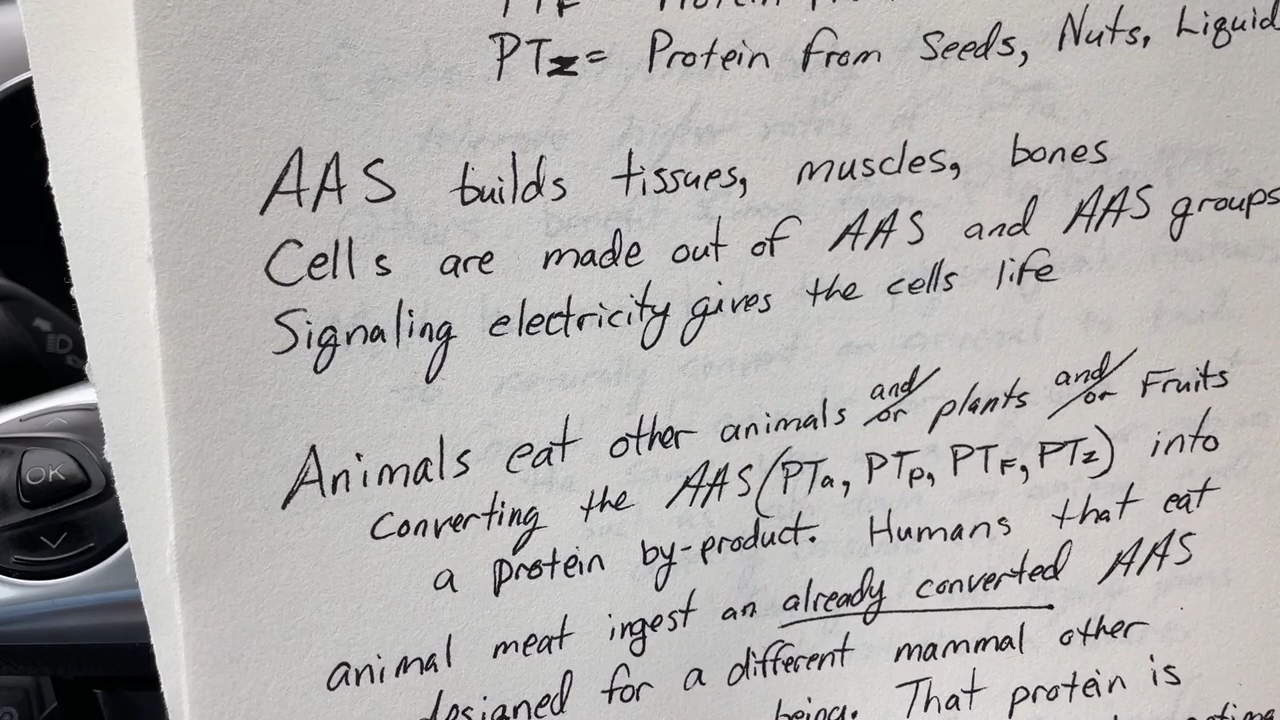 PTz= Protein from Seeds, Nuts, Liquid
AAS builds tissues, muscles, bones
Cells are made out of AAS and AAS groups
Signaling electricity gives the cells life
Animals eat other animals and/or plants and/or Fruits
converting the AAS (PTa, PTp, PTF, PTz) into
a protein by-product. Humans that eat
animal meat ingest an already converted AAS
designed for a different mammal other
being. That protein is
OK